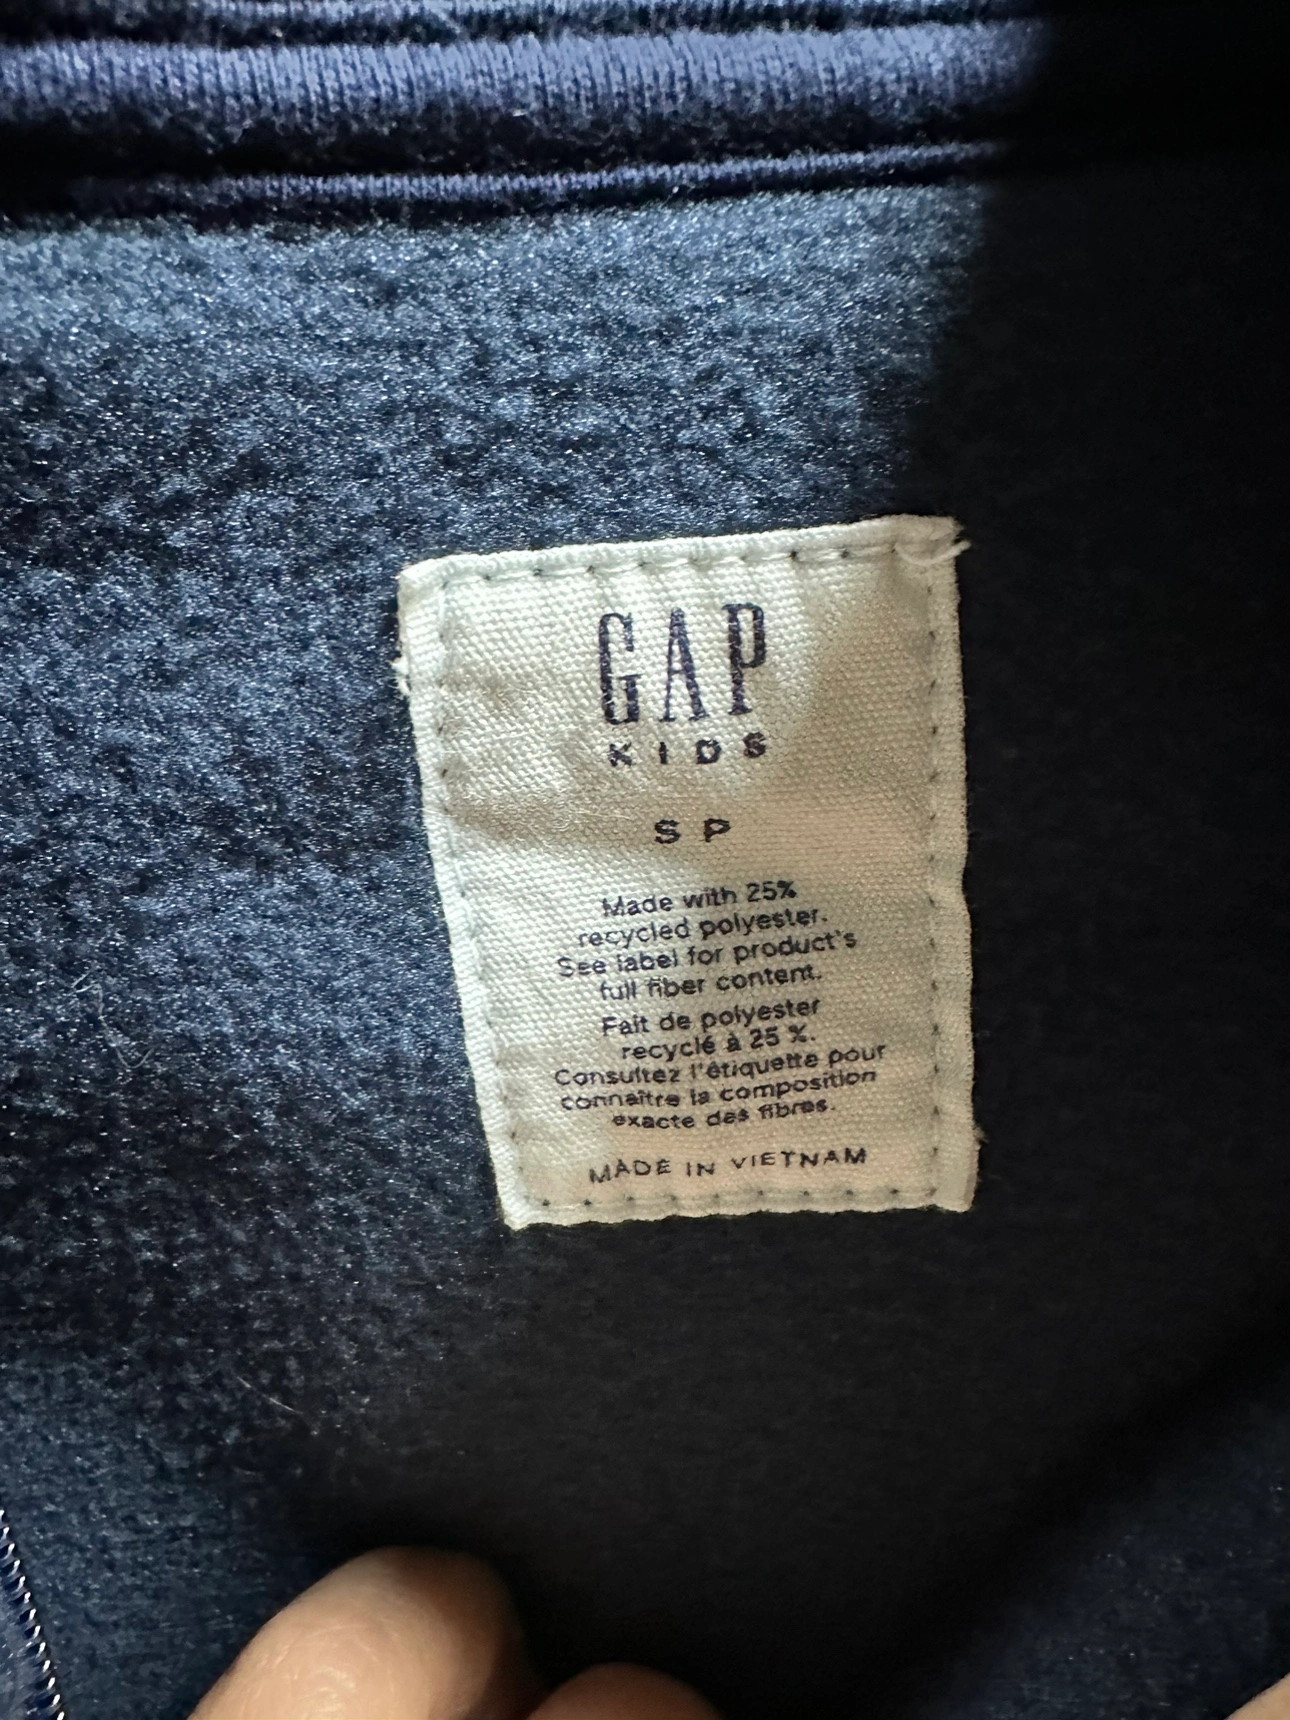 GAP
KIDS
S P
Made with 25%
recycled polyester.
See label for product's
full fiber content.
Fait de polyester
recyclé à 25 %.
Consultez l'étiquette pour
connaître la composition
exacte des fibres.
MADE IN VIETNAM